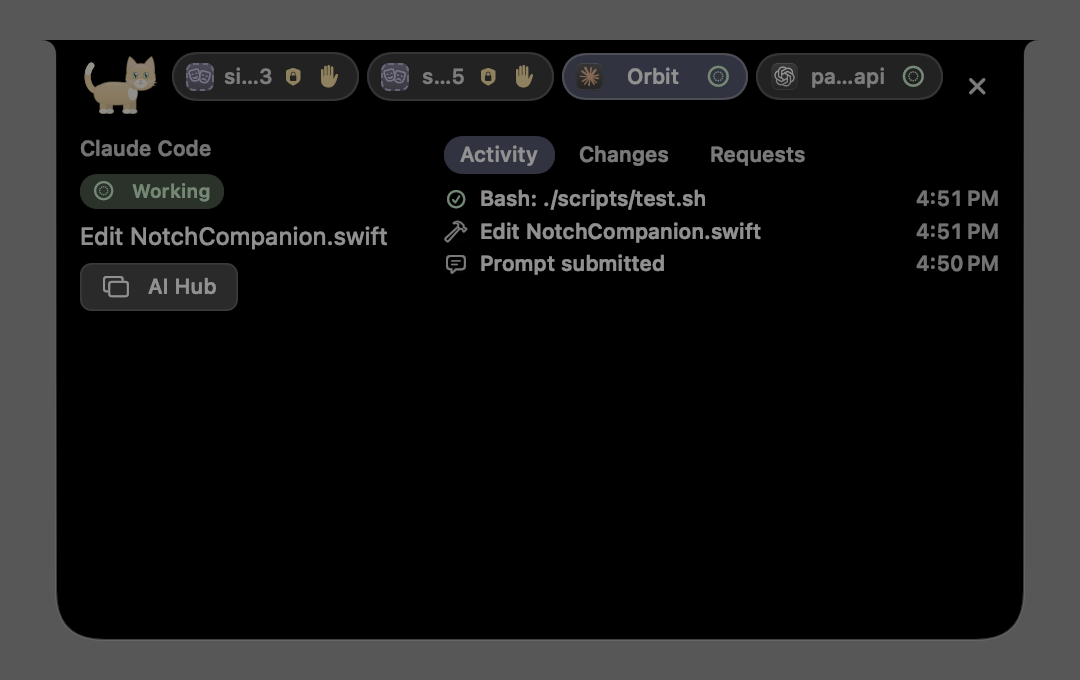 si...3
s...5
Orbit
pa...api
Claude Code
Working
Edit NotchCompanion.swift
AI Hub
Activity
Changes
Requests
Bash: ./scripts/test.sh 4:51 PM
Edit NotchCompanion.swift 4:51 PM
Prompt submitted 4:50 PM